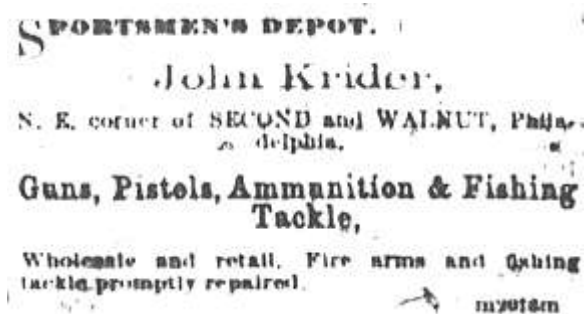 SPORTSMEN'S DEPOT.
John Krider,
N. E. corner of SECOND and WALNUT, Phila-
delphia.
Guns, Pistols, Ammunition & Fishing
Tackle,
Wholesale and retail. Fire arms and fishing
tackle promptly repaired.